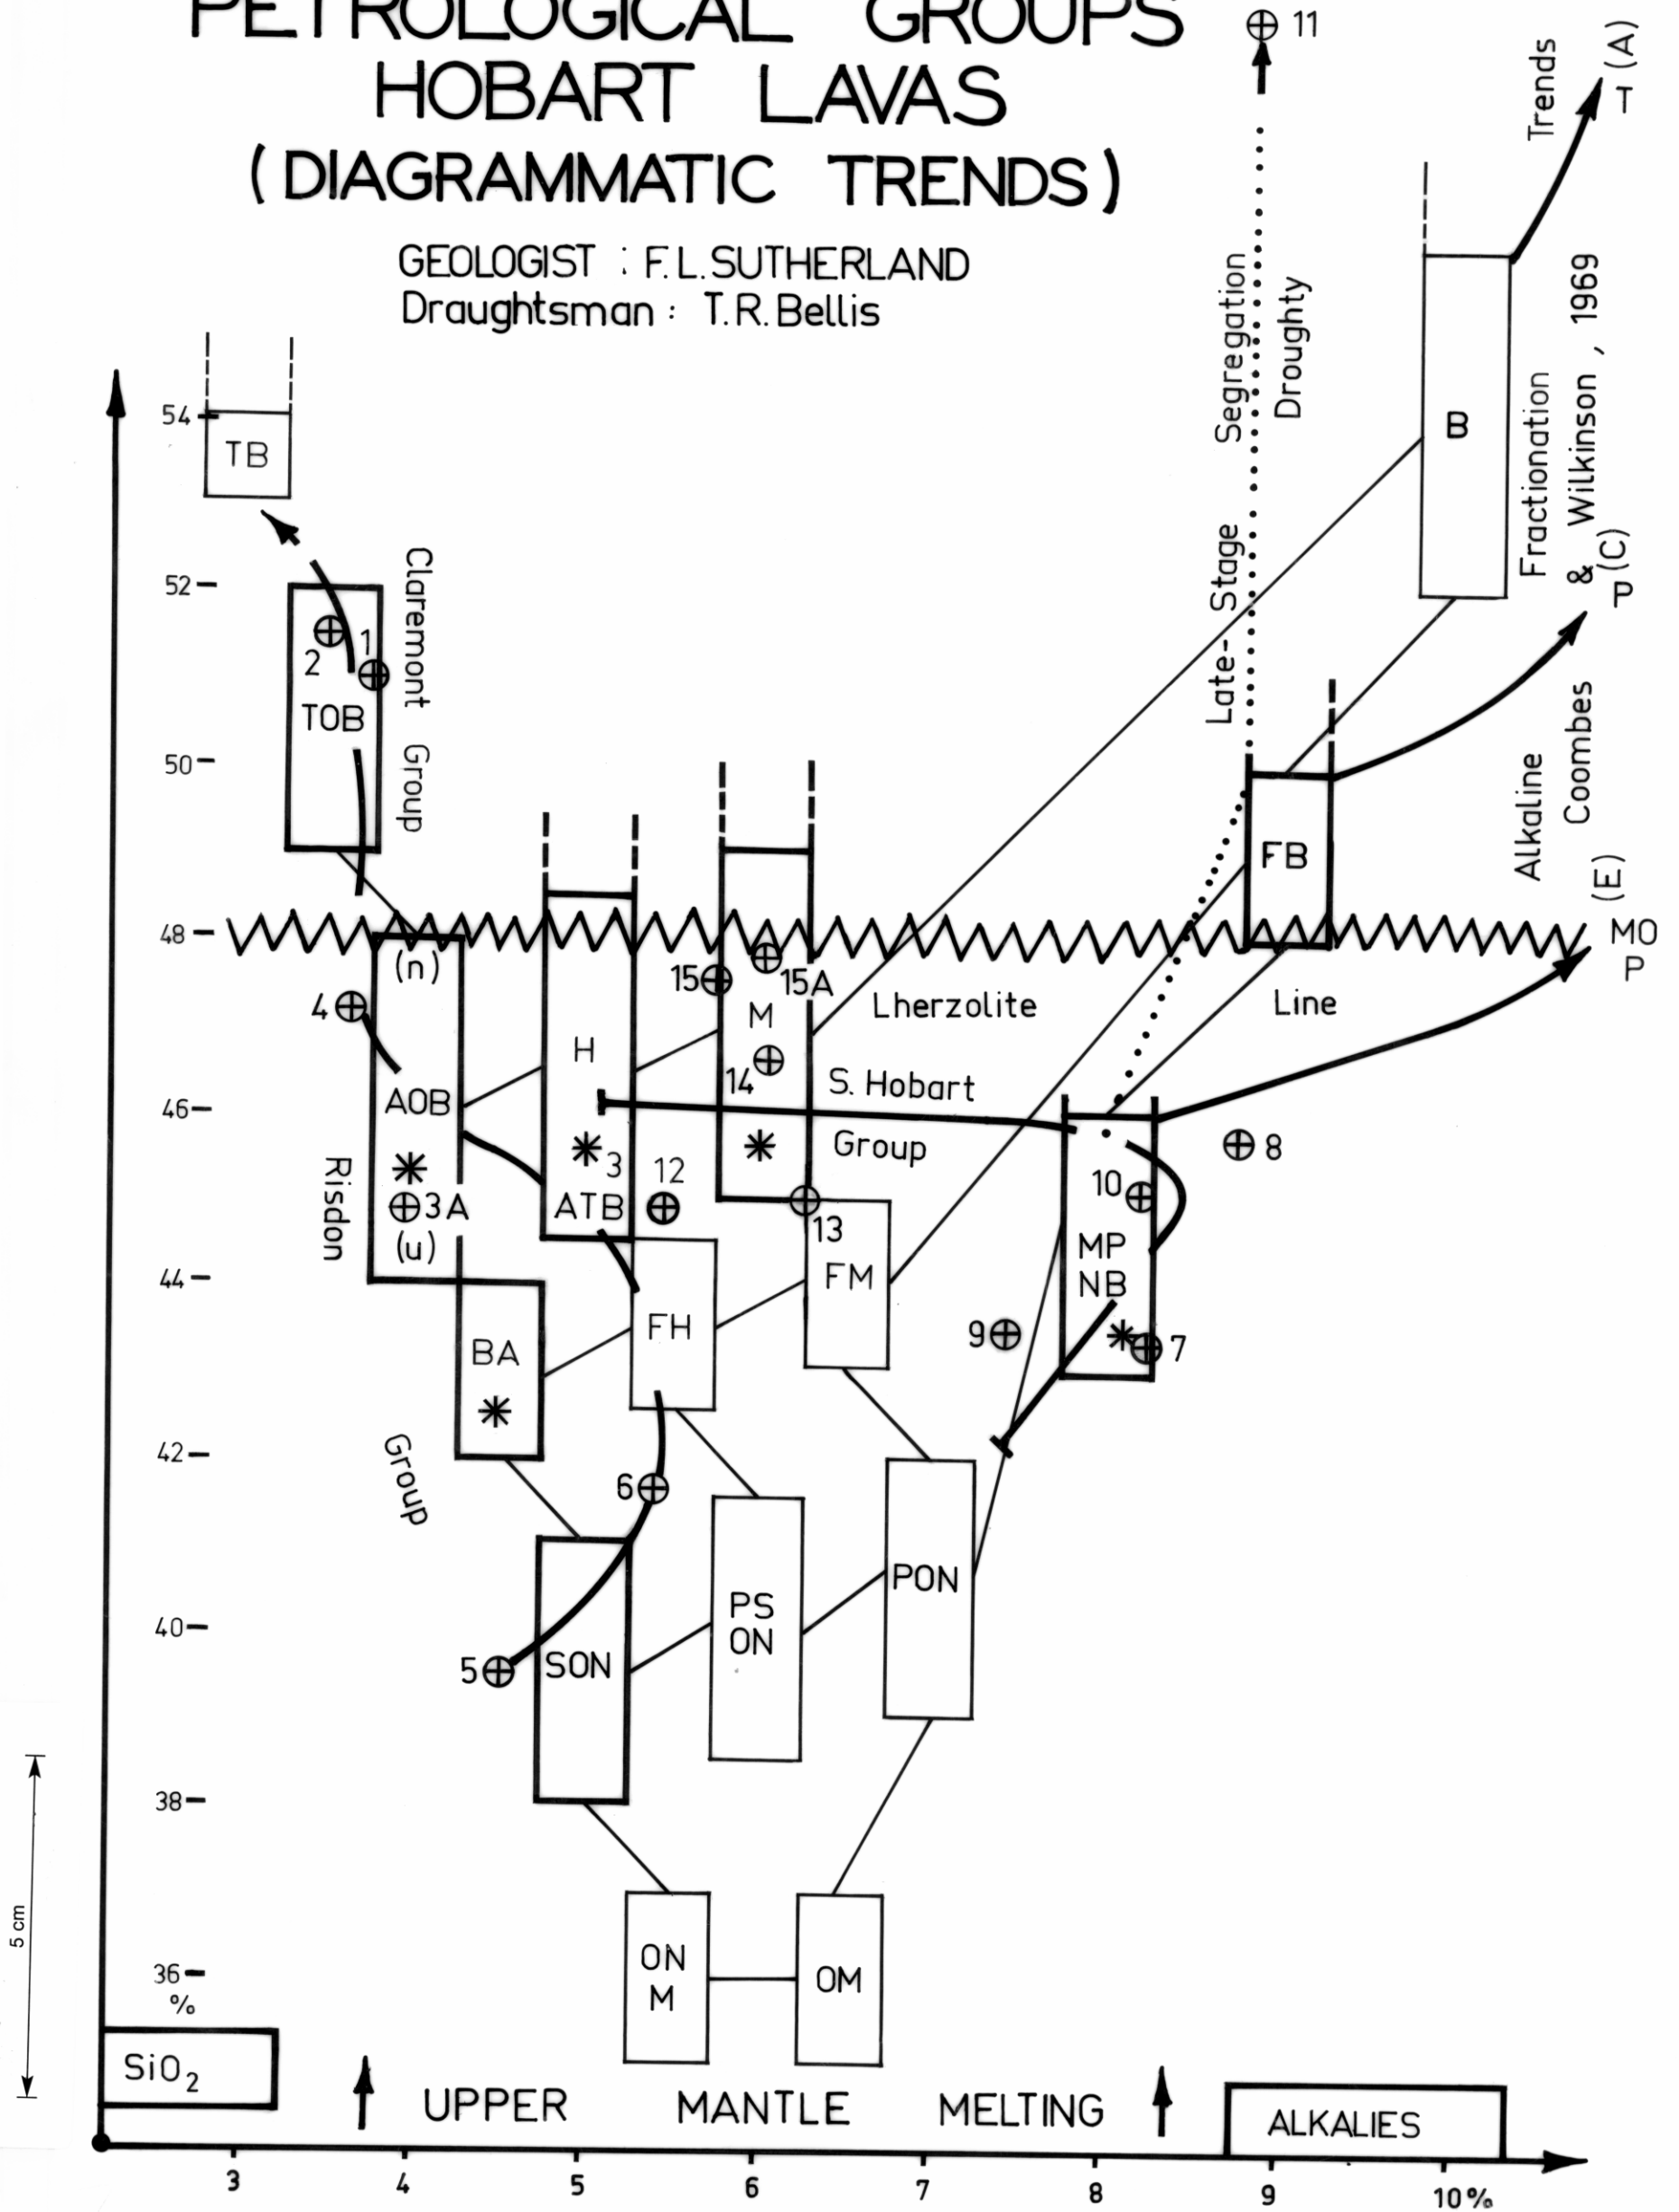 PETROLOGICAL GROUPS
HOBART LAVAS
(DIAGRAMMATIC TRENDS)
GEOLOGIST : F.L. SUTHERLAND
Draughtsman : T.R. Bellis
11
Trends
T (A)
Segregation
Droughty
Late- Stage
Fractionation
& Wilkinson, 1969
P (C)
Alkaline
Coombes
(E)
MO
P
54
TB
52
Claremont Group
2
1
TOB
50
B
FB
48
(n)
4
15
15A
M
Lherzolite Line
H
14
AOB
46
S. Hobart
Group
8
3
12
10
Risdon
3A
ATB
(u)
13
MP
NB
44
FM
FH
BA
9
7
42
Group
6
PON
PS
ON
40
5
SON
38
36
%
ON
M
OM
5 cm
SiO2
UPPER MANTLE MELTING
ALKALIES
3 4 5 6 7 8 9 10%